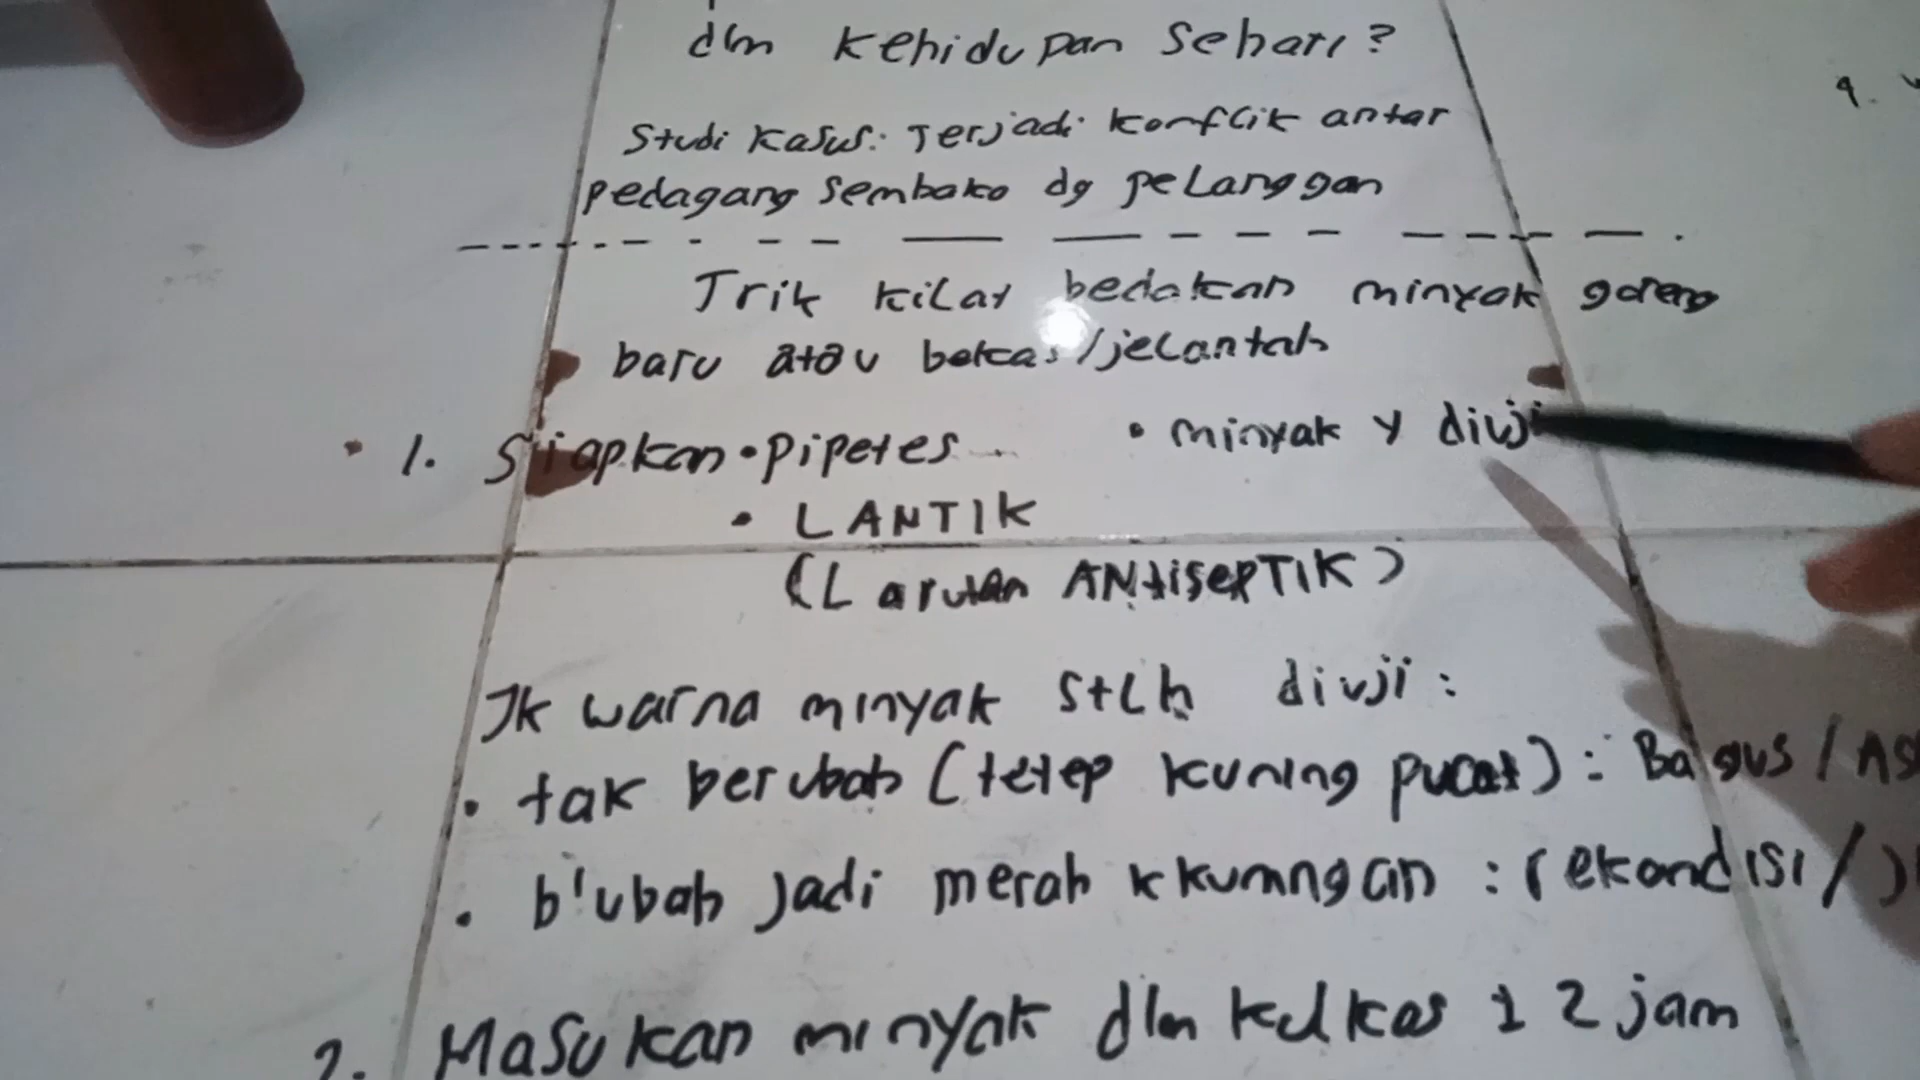 dlm kehidupan sehari?
Studi kasus: Terjadi konflik antar
pedagang sembako dg pelanggan
Trik kilat bedakan minyak goreng
baru atau bekas/jelantah
1. Siiapkan • pipetes • minyak y diuji
• LANTIK
(Larutan ANtisepTIK)
Jk warna minyak stlh diuji:
• tak berubah (tetep kuning pucat): Bagus / As
• b'ubah jadi merah kkuningan : rekondisi /
2. Masukan minyak dlm kulkas ± 2 jam